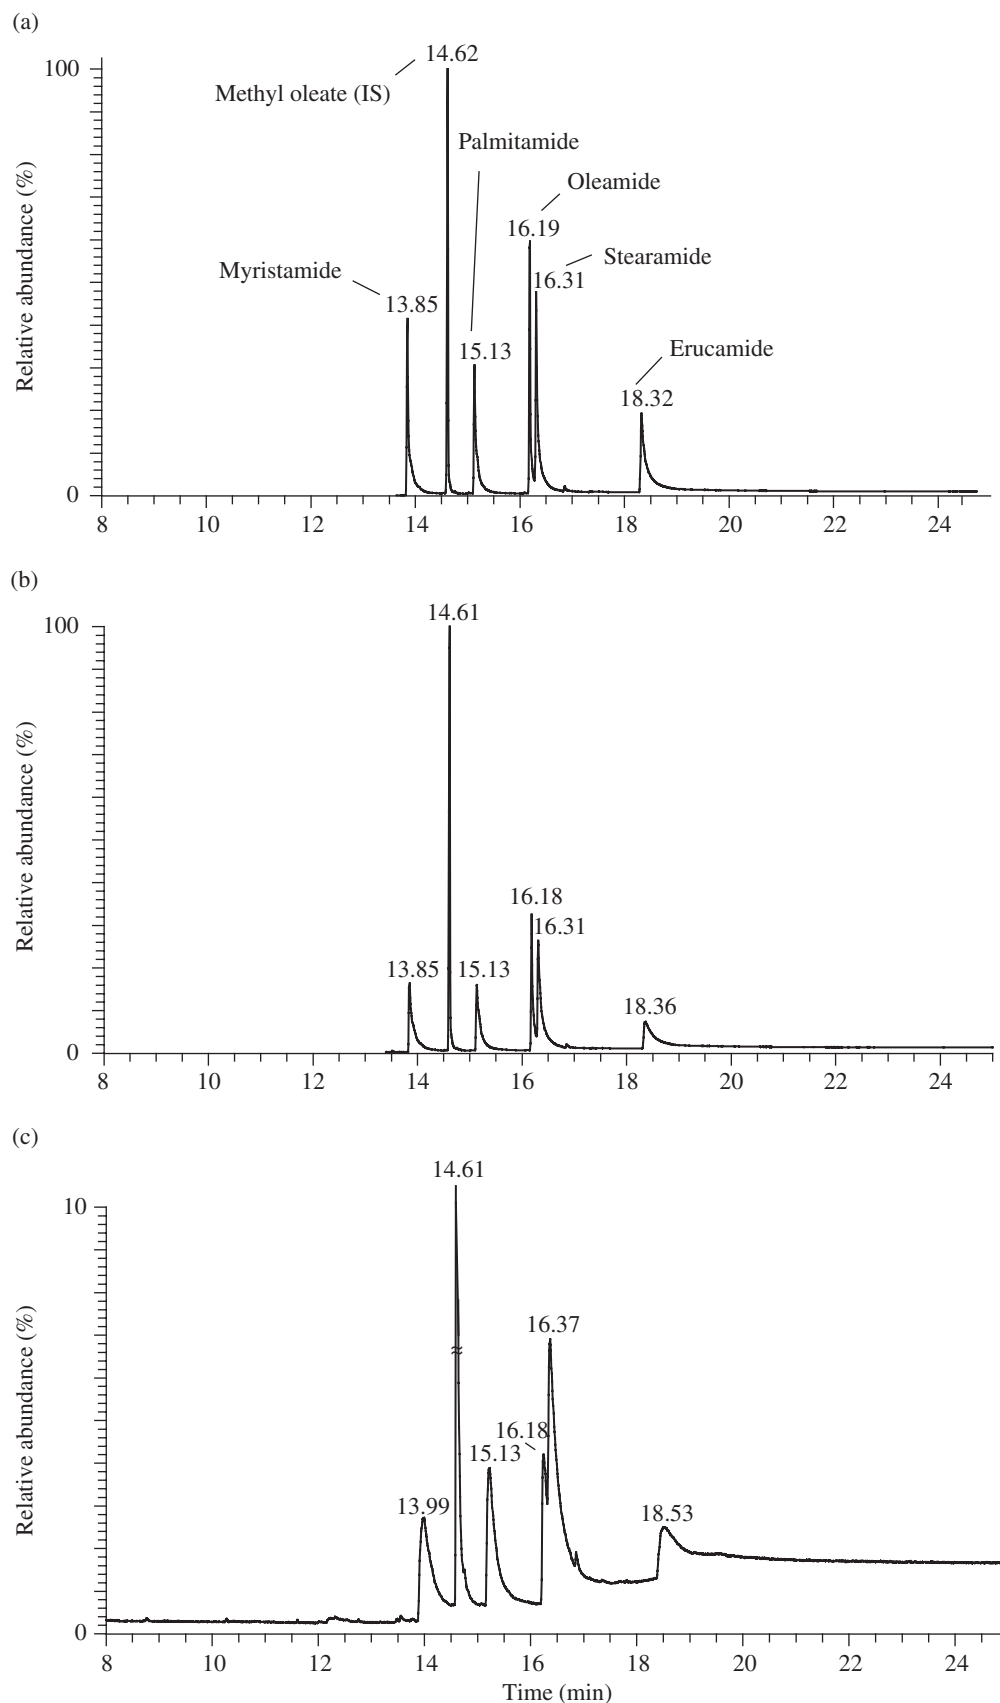 (a)
14.62
100
Methyl oleate (IS)
Palmitamide
Oleamide
16.19
Stearamide
Myristamide
16.31
13.85
15.13
Erucamide
18.32
Relative abundance (%)
0
8 10 12 14 16 18 20 22 24
(b)
14.61
100
16.18
16.31
13.85 15.13
18.36
Relative abundance (%)
0
8 10 12 14 16 18 20 22 24
(c)
14.61
10
16.37
≈
16.18
15.13
13.99
18.53
Relative abundance (%)
0
8 10 12 14 16 18 20 22 24
Time (min)